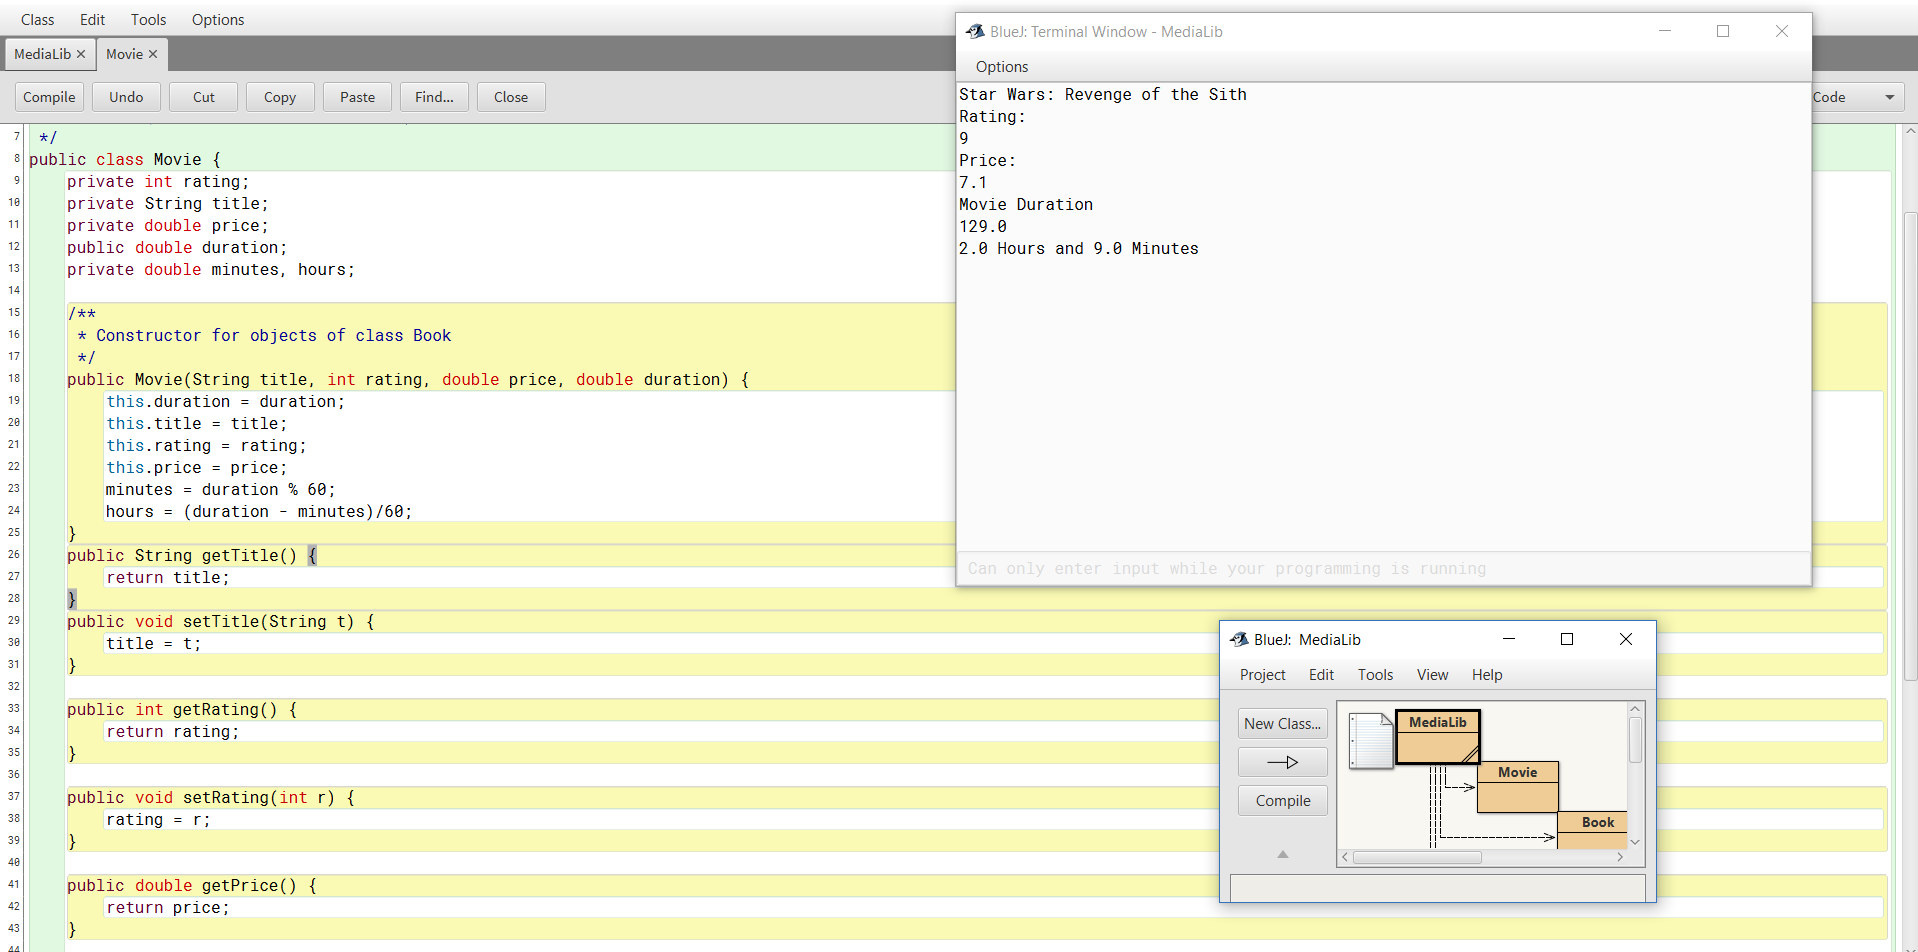 Class Edit Tools Options
MediaLib ✕ Movie ✕
Compile Undo Cut Copy Paste Find... Close
Code
7 */
8 public class Movie {
9 private int rating;
10 private String title;
11 private double price;
12 public double duration;
13 private double minutes, hours;
14
15 /**
16 * Constructor for objects of class Book
17 */
18 public Movie(String title, int rating, double price, double duration) {
19 this.duration = duration;
20 this.title = title;
21 this.rating = rating;
22 this.price = price;
23 minutes = duration % 60;
24 hours = (duration - minutes)/60;
25 }
26 public String getTitle() {
27 return title;
28 }
29 public void setTitle(String t) {
30 title = t;
31 }
32
33 public int getRating() {
34 return rating;
35 }
36
37 public void setRating(int r) {
38 rating = r;
39 }
40
41 public double getPrice() {
42 return price;
43 }
44
BlueJ: Terminal Window - MediaLib
Options
Star Wars: Revenge of the Sith
Rating:
9
Price:
7.1
Movie Duration
129.0
2.0 Hours and 9.0 Minutes
Can only enter input while your programming is running
BlueJ: MediaLib
Project Edit Tools View Help
New Class...
Compile
MediaLib
Movie
Book